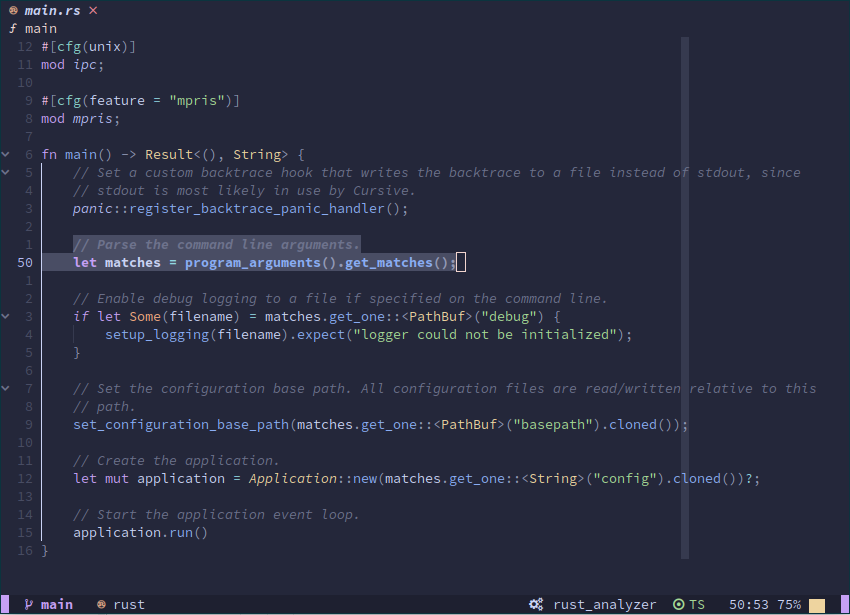 main.rs ×
f main
12 #[cfg(unix)]
11 mod ipc;
10
9 #[cfg(feature = "mpris")]
8 mod mpris;
7
6 fn main() -> Result<(), String> {
5 // Set a custom backtrace hook that writes the backtrace to a file instead of stdout, since
4 // stdout is most likely in use by Cursive.
3 panic::register_backtrace_panic_handler();
2
1 // Parse the command line arguments.
50 let matches = program_arguments().get_matches();
1
2 // Enable debug logging to a file if specified on the command line.
3 if let Some(filename) = matches.get_one::<PathBuf>("debug") {
4 setup_logging(filename).expect("logger could not be initialized");
5 }
6
7 // Set the configuration base path. All configuration files are read/written relative to this
8 // path.
9 set_configuration_base_path(matches.get_one::<PathBuf>("basepath").cloned());
10
11 // Create the application.
12 let mut application = Application::new(matches.get_one::<String>("config").cloned())?;
13
14 // Start the application event loop.
15 application.run()
16 }
main rust rust_analyzer TS 50:53 75%